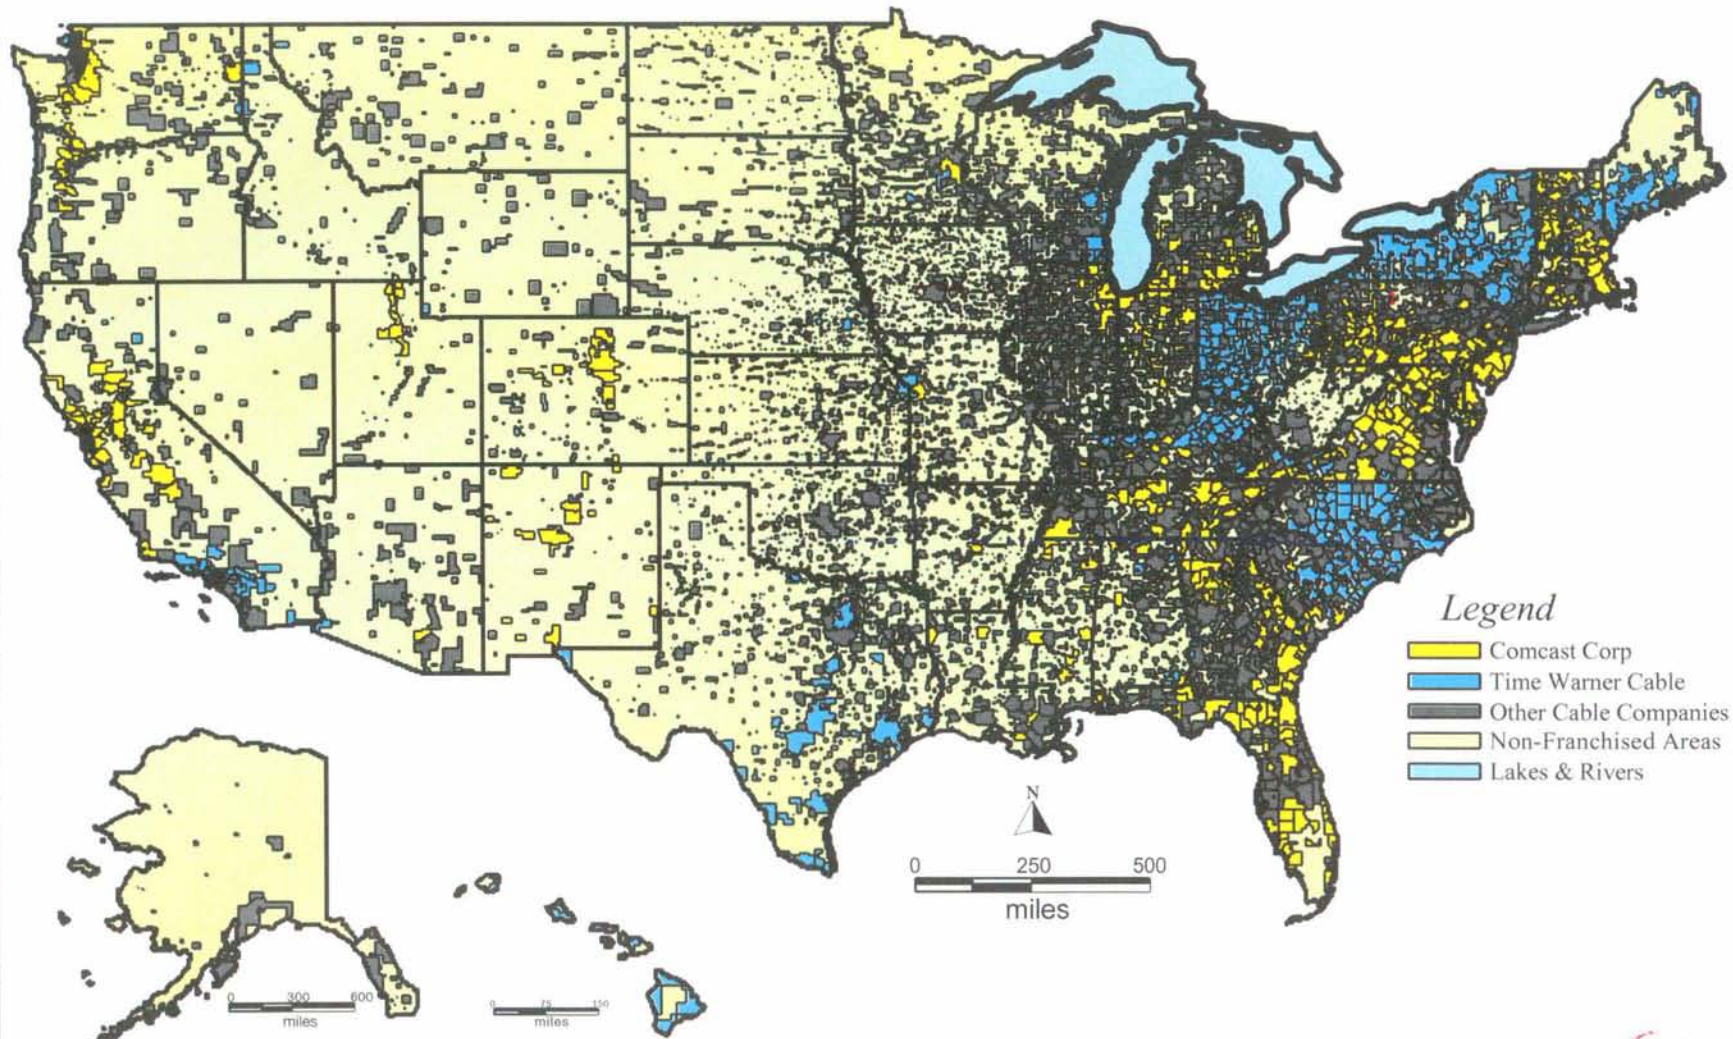 Legend
Comcast Corp
Time Warner Cable
Other Cable Companies
Non-Franchised Areas
Lakes & Rivers
N
0 250 500
miles
0 300 600
miles
0 75 150
miles